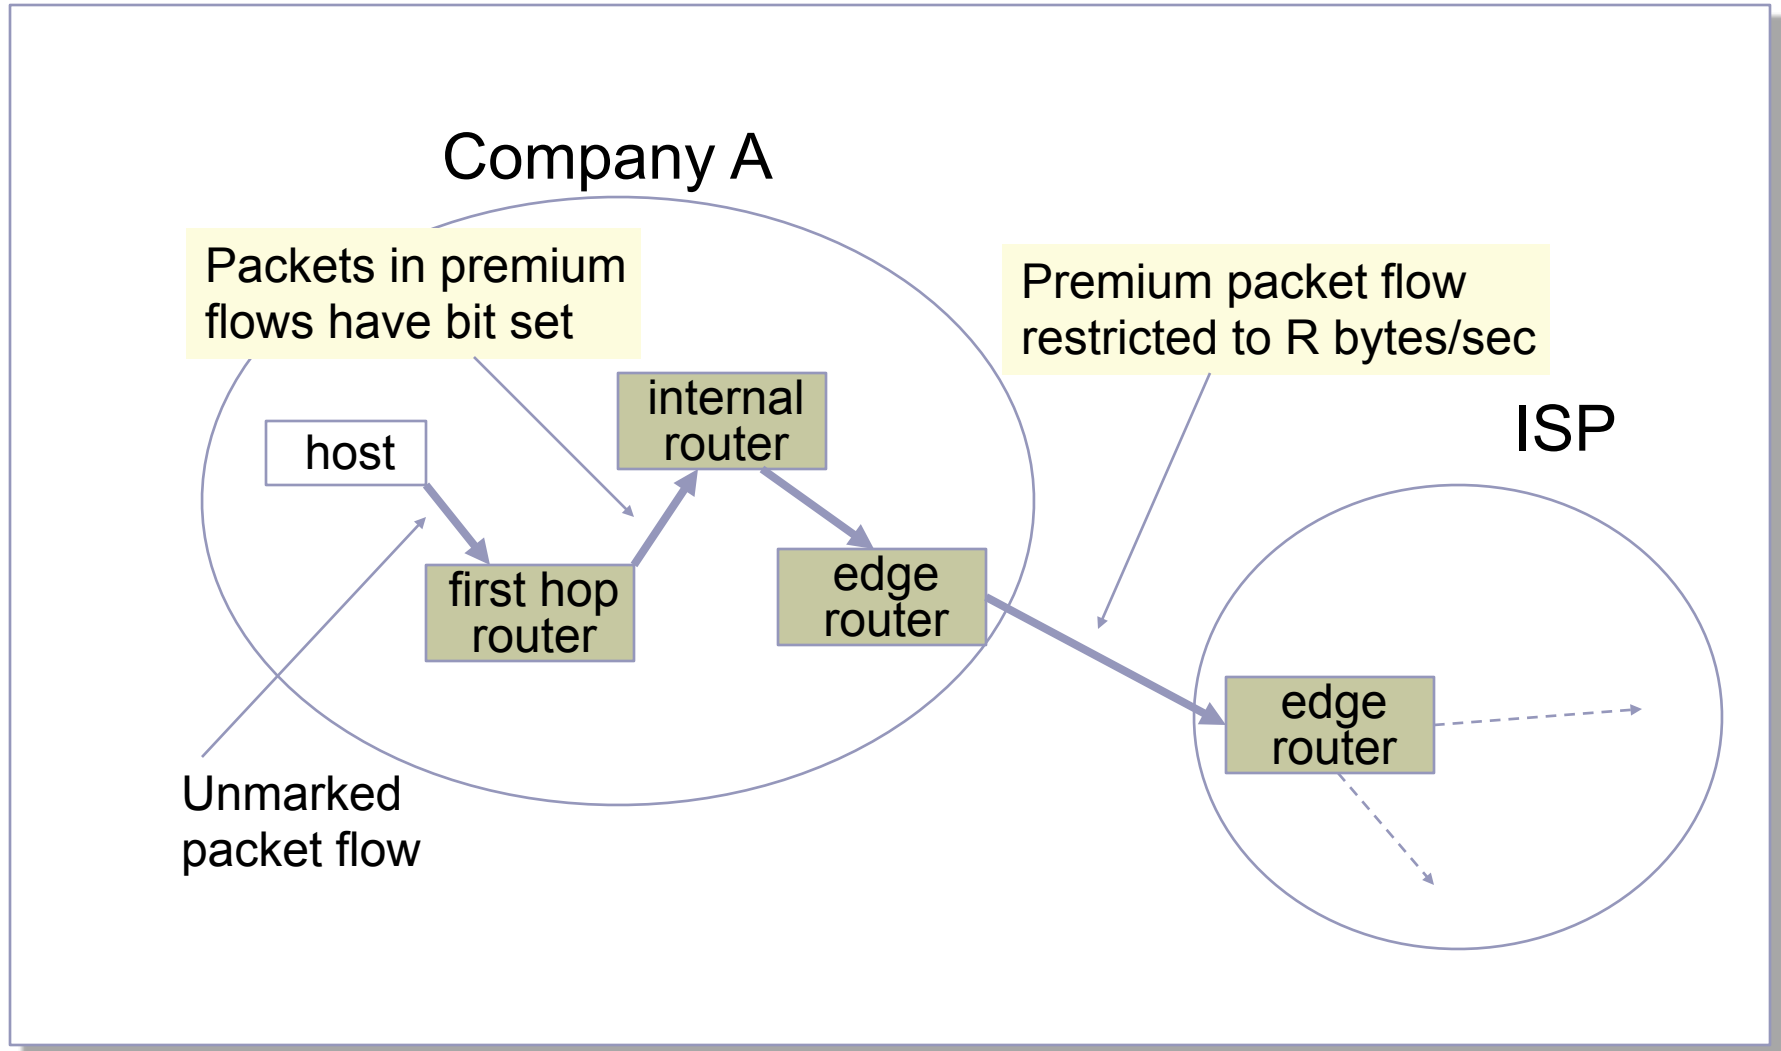 Company A
Packets in premium
flows have bit set
Premium packet flow
restricted to R bytes/sec
internal
router
ISP
host
first hop
router
edge
router
edge
router
Unmarked
packet flow